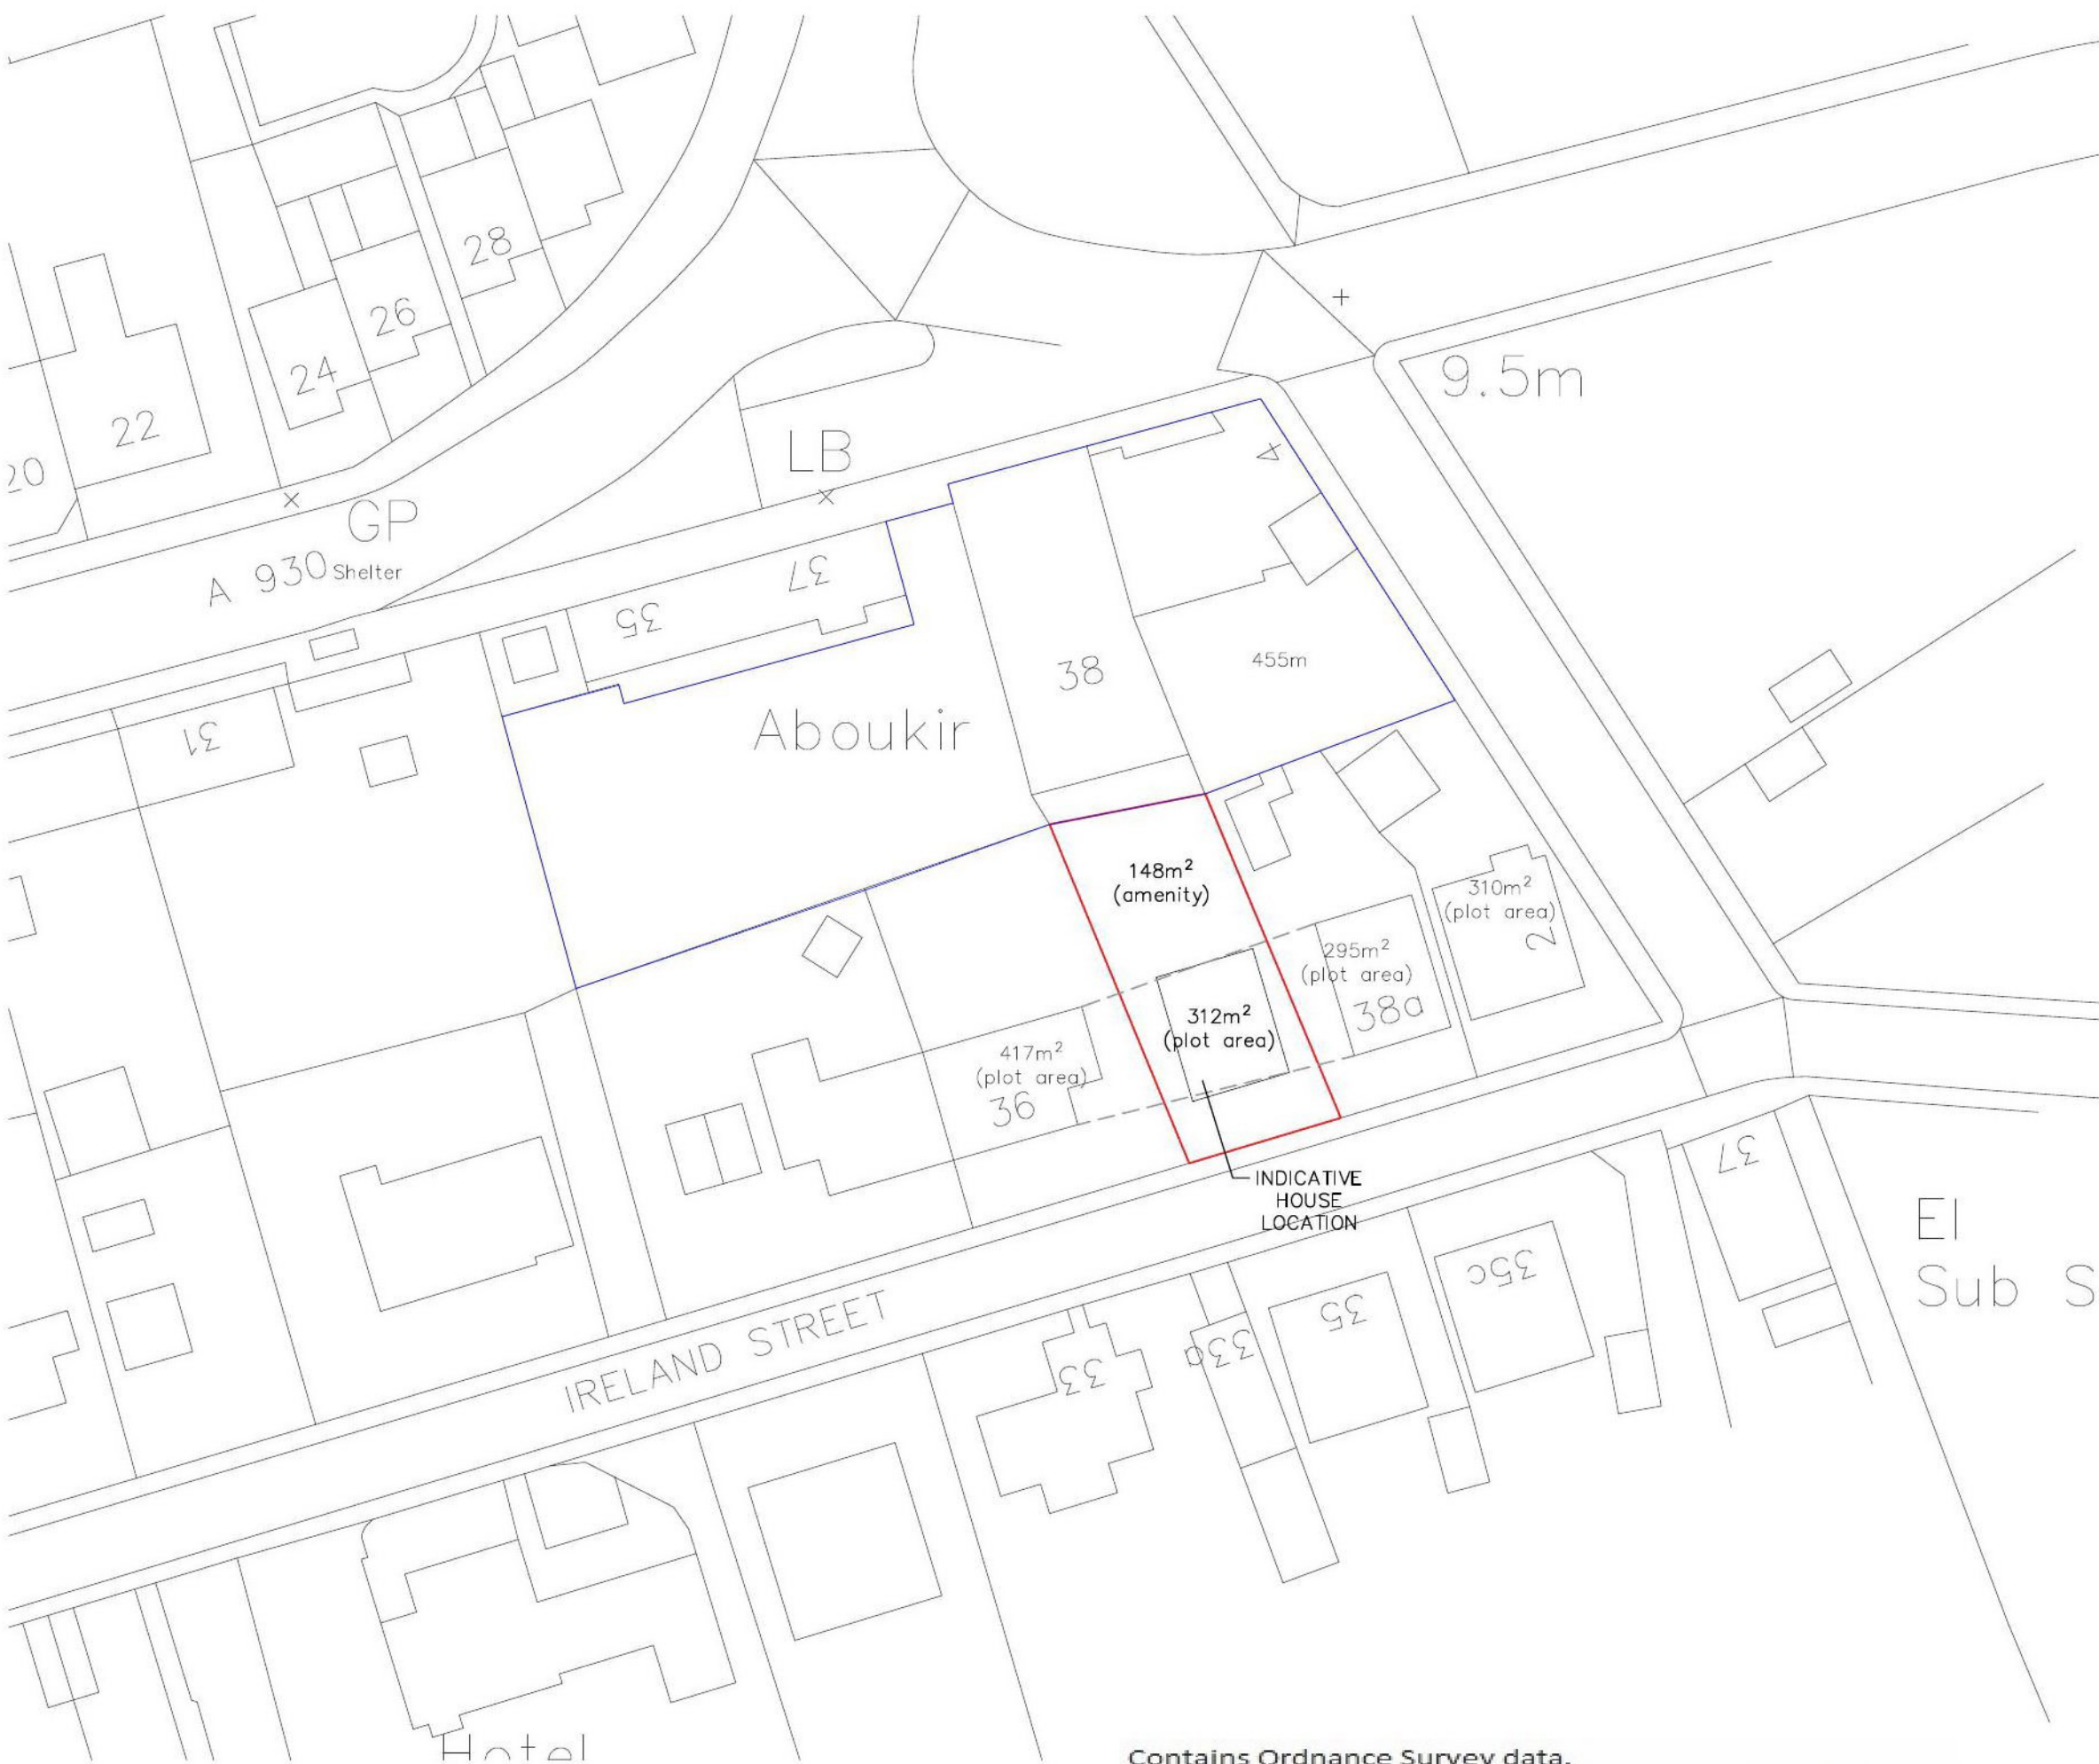 28
26
24
22
20
9.5m
LB
GP
A 930 Shelter
4
37
35
38
455m
31
Aboukir
148m²
(amenity)
310m²
(plot area)
2
295m²
(plot area)
38a
312m²
(plot area)
417m²
(plot area)
36
INDICATIVE
HOUSE
LOCATION
37
El
Sub S
35c
35
33a
33
IRELAND STREET
Hotel
Contains Ordnance Survey data.